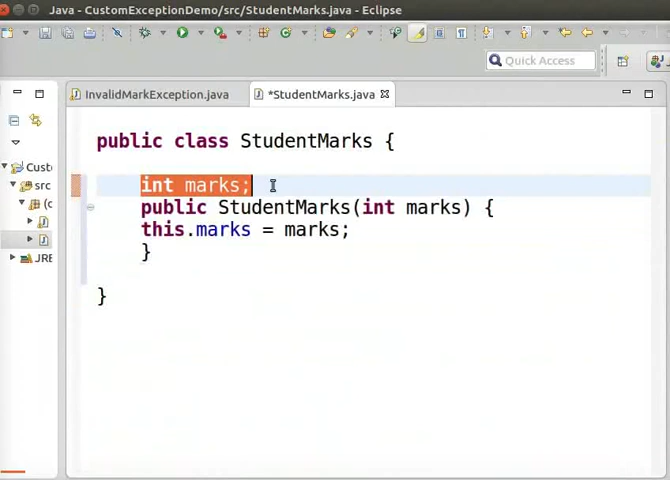 Java - CustomExceptionDemo/src/StudentMarks.java - Eclipse
Quick Access
InvalidMarkException.java
*StudentMarks.java
Custo
src
(c
JRE
public class StudentMarks {
int marks;
public StudentMarks(int marks) {
this.marks = marks;
}
}